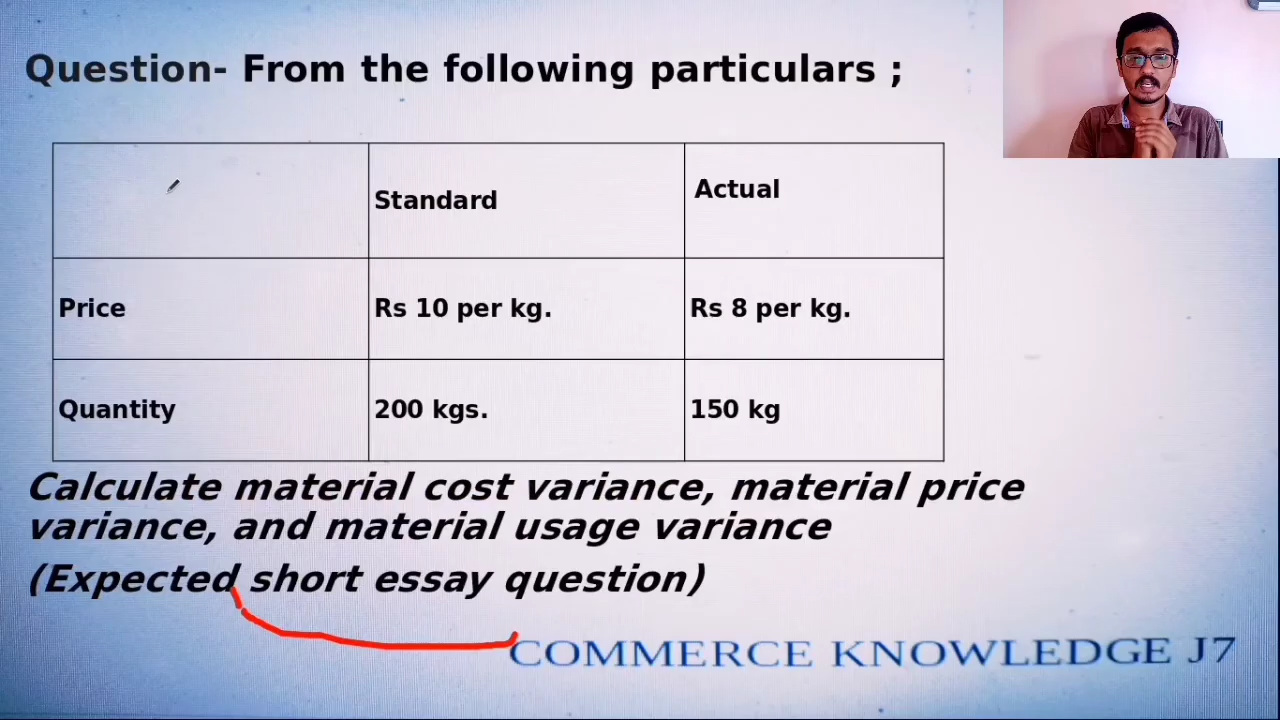 Question- From the following particulars ;
Standard
Actual
Price
Rs 10 per kg.
Rs 8 per kg.
Quantity
200 kgs.
150 kg
Calculate material cost variance, material price
variance, and material usage variance
(Expected short essay question)
COMMERCE KNOWLEDGE J7